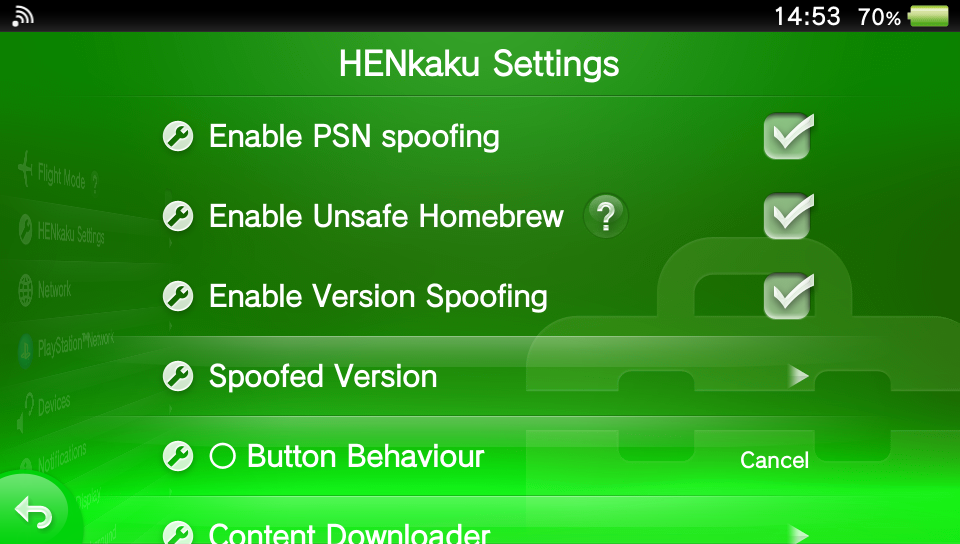 14:53 70%
HENkaku Settings
Enable PSN spoofing
Enable Unsafe Homebrew ?
Enable Version Spoofing
Spoofed Version
Button Behaviour Cancel
Content Downloader
Flight Mode ?
HENkaku Settings
Network
PlayStation™Network
Devices
Notifications
Display